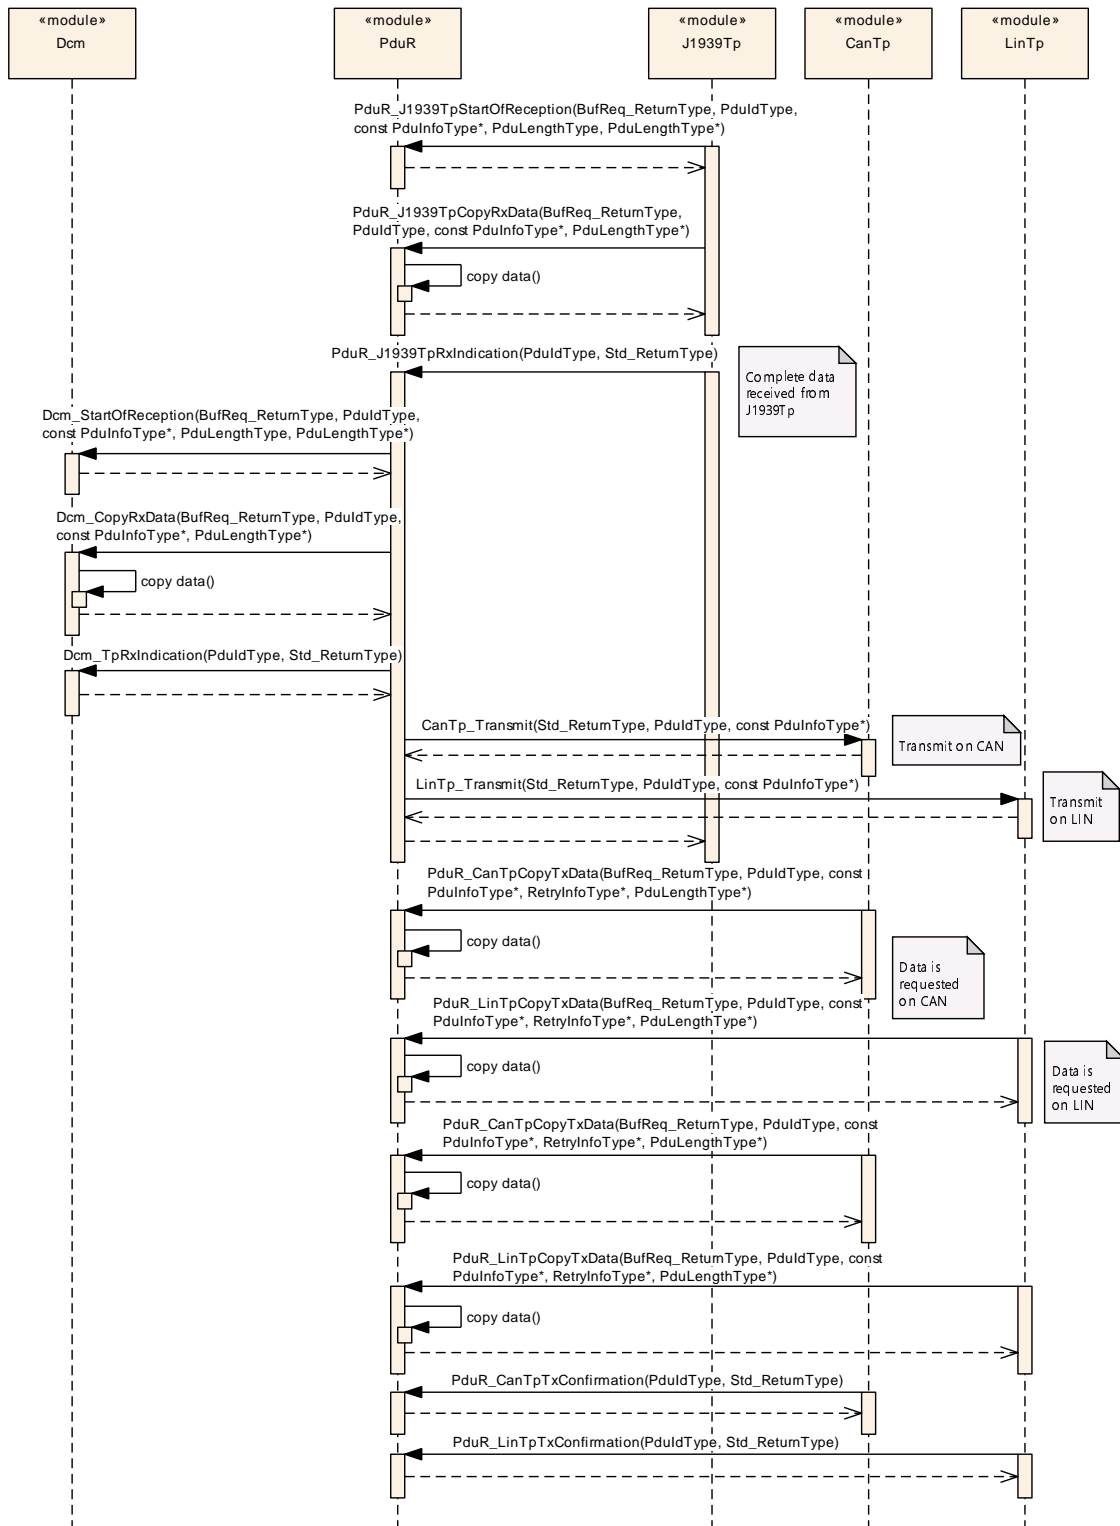 «module»
Dcm
«module»
PduR
«module»
J1939Tp
«module»
CanTp
«module»
LinTp
PduR_J1939TpStartOfReception(BufReq_ReturnType, PduIdType,
const PduInfoType*, PduLengthType, PduLengthType*)
PduR_J1939TpCopyRxData(BufReq_ReturnType,
PduIdType, const PduInfoType*, PduLengthType*)
copy data()
PduR_J1939TpRxIndication(PduIdType, Std_ReturnType)
Complete data
received from
J1939Tp
Dcm_StartOfReception(BufReq_ReturnType, PduIdType,
const PduInfoType*, PduLengthType, PduLengthType*)
Dcm_CopyRxData(BufReq_ReturnType, PduIdType,
const PduInfoType*, PduLengthType*)
copy data()
Dcm_TpRxIndication(PduIdType, Std_ReturnType)
CanTp_Transmit(Std_ReturnType, PduIdType, const PduInfoType*)
Transmit on CAN
LinTp_Transmit(Std_ReturnType, PduIdType, const PduInfoType*)
Transmit
on LIN
PduR_CanTpCopyTxData(BufReq_ReturnType, PduIdType, const
PduInfoType*, RetryInfoType*, PduLengthType*)
copy data()
Data is
requested
on CAN
PduR_LinTpCopyTxData(BufReq_ReturnType, PduIdType, const
PduInfoType*, RetryInfoType*, PduLengthType*)
copy data()
Data is
requested
on LIN
PduR_CanTpCopyTxData(BufReq_ReturnType, PduIdType, const
PduInfoType*, RetryInfoType*, PduLengthType*)
copy data()
PduR_LinTpCopyTxData(BufReq_ReturnType, PduIdType, const
PduInfoType*, RetryInfoType*, PduLengthType*)
copy data()
PduR_CanTpTxConfirmation(PduIdType, Std_ReturnType)
PduR_LinTpTxConfirmation(PduIdType, Std_ReturnType)